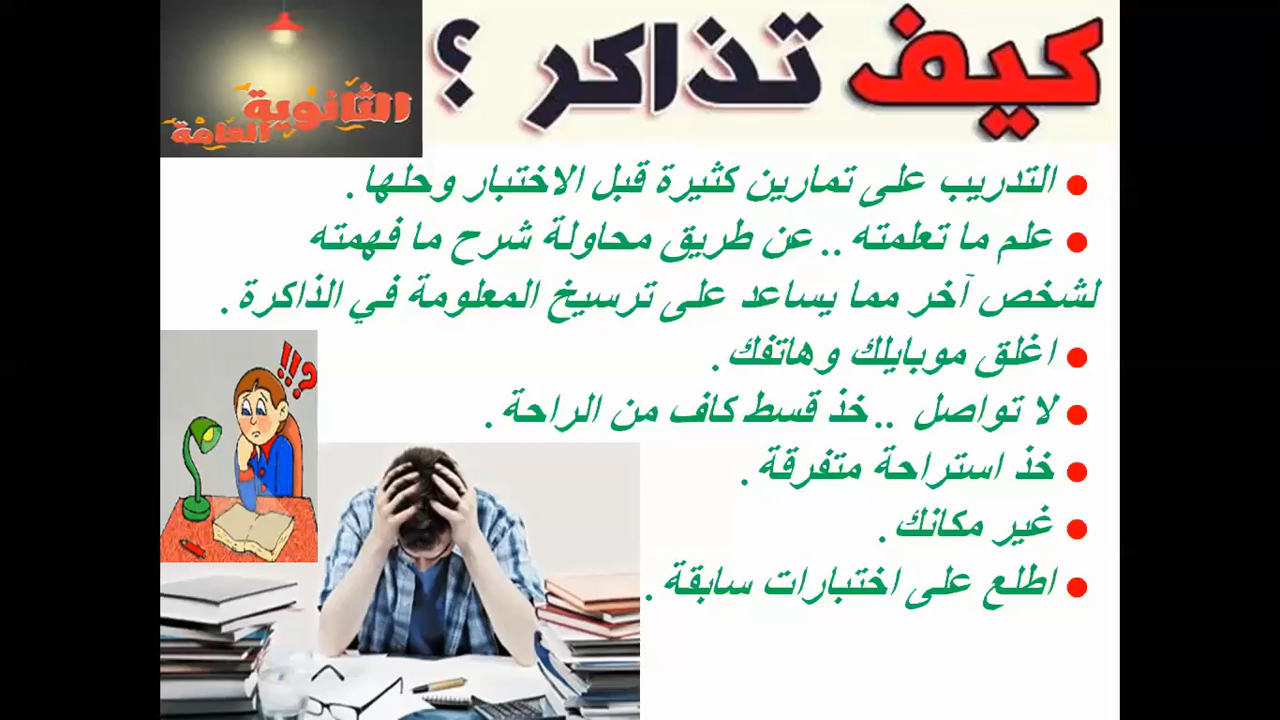 كيف تذاكر ؟
الثانوية
العامة
التدريب على تمارين كثيرة قبل الاختبار وحلها .
علم ما تعلمته .. عن طريق محاولة شرح ما فهمته
لشخص آخر مما يساعد على ترسيخ المعلومة في الذاكرة .
اغلق موبايلك وهاتفك .
لا تواصل .. خذ قسط كاف من الراحة .
خذ استراحة متفرقة .
غير مكانك .
اطلع على اختبارات سابقة .
!!؟